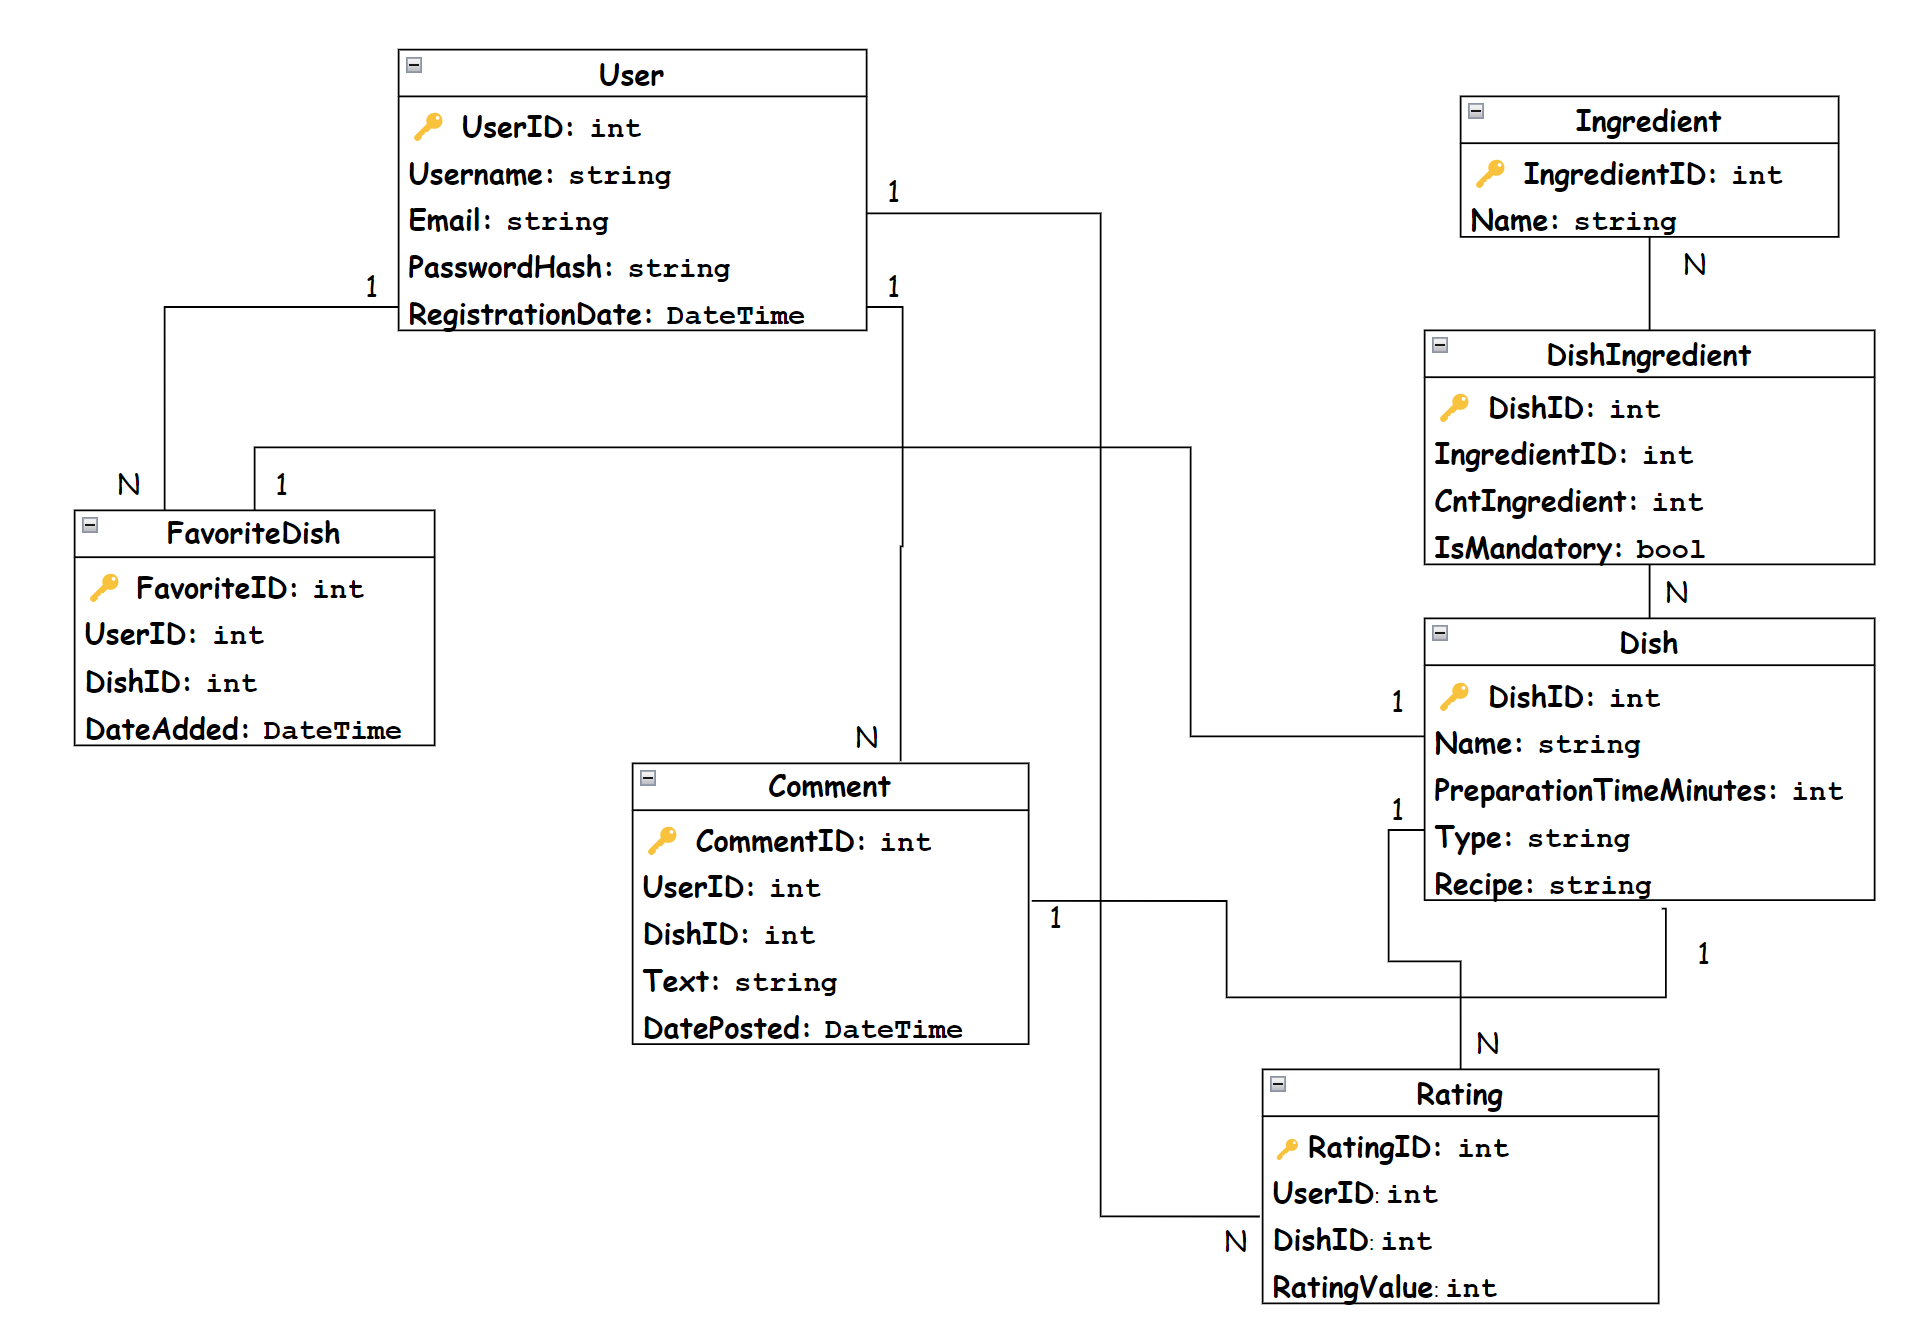 User
UserID: int
Username: string
Email: string
PasswordHash: string
RegistrationDate: DateTime
1
1
1
Ingredient
IngredientID: int
Name: string
N
DishIngredient
DishID: int
IngredientID: int
CntIngredient: int
IsMandatory: bool
N
N
1
FavoriteDish
FavoriteID: int
UserID: int
DishID: int
DateAdded: DateTime
Dish
DishID: int
Name: string
PreparationTimeMinutes: int
Type: string
Recipe: string
1
1
1
N
Comment
CommentID: int
UserID: int
DishID: int
Text: string
DatePosted: DateTime
1
N
N
Rating
RatingID: int
UserID: int
DishID: int
RatingValue: int